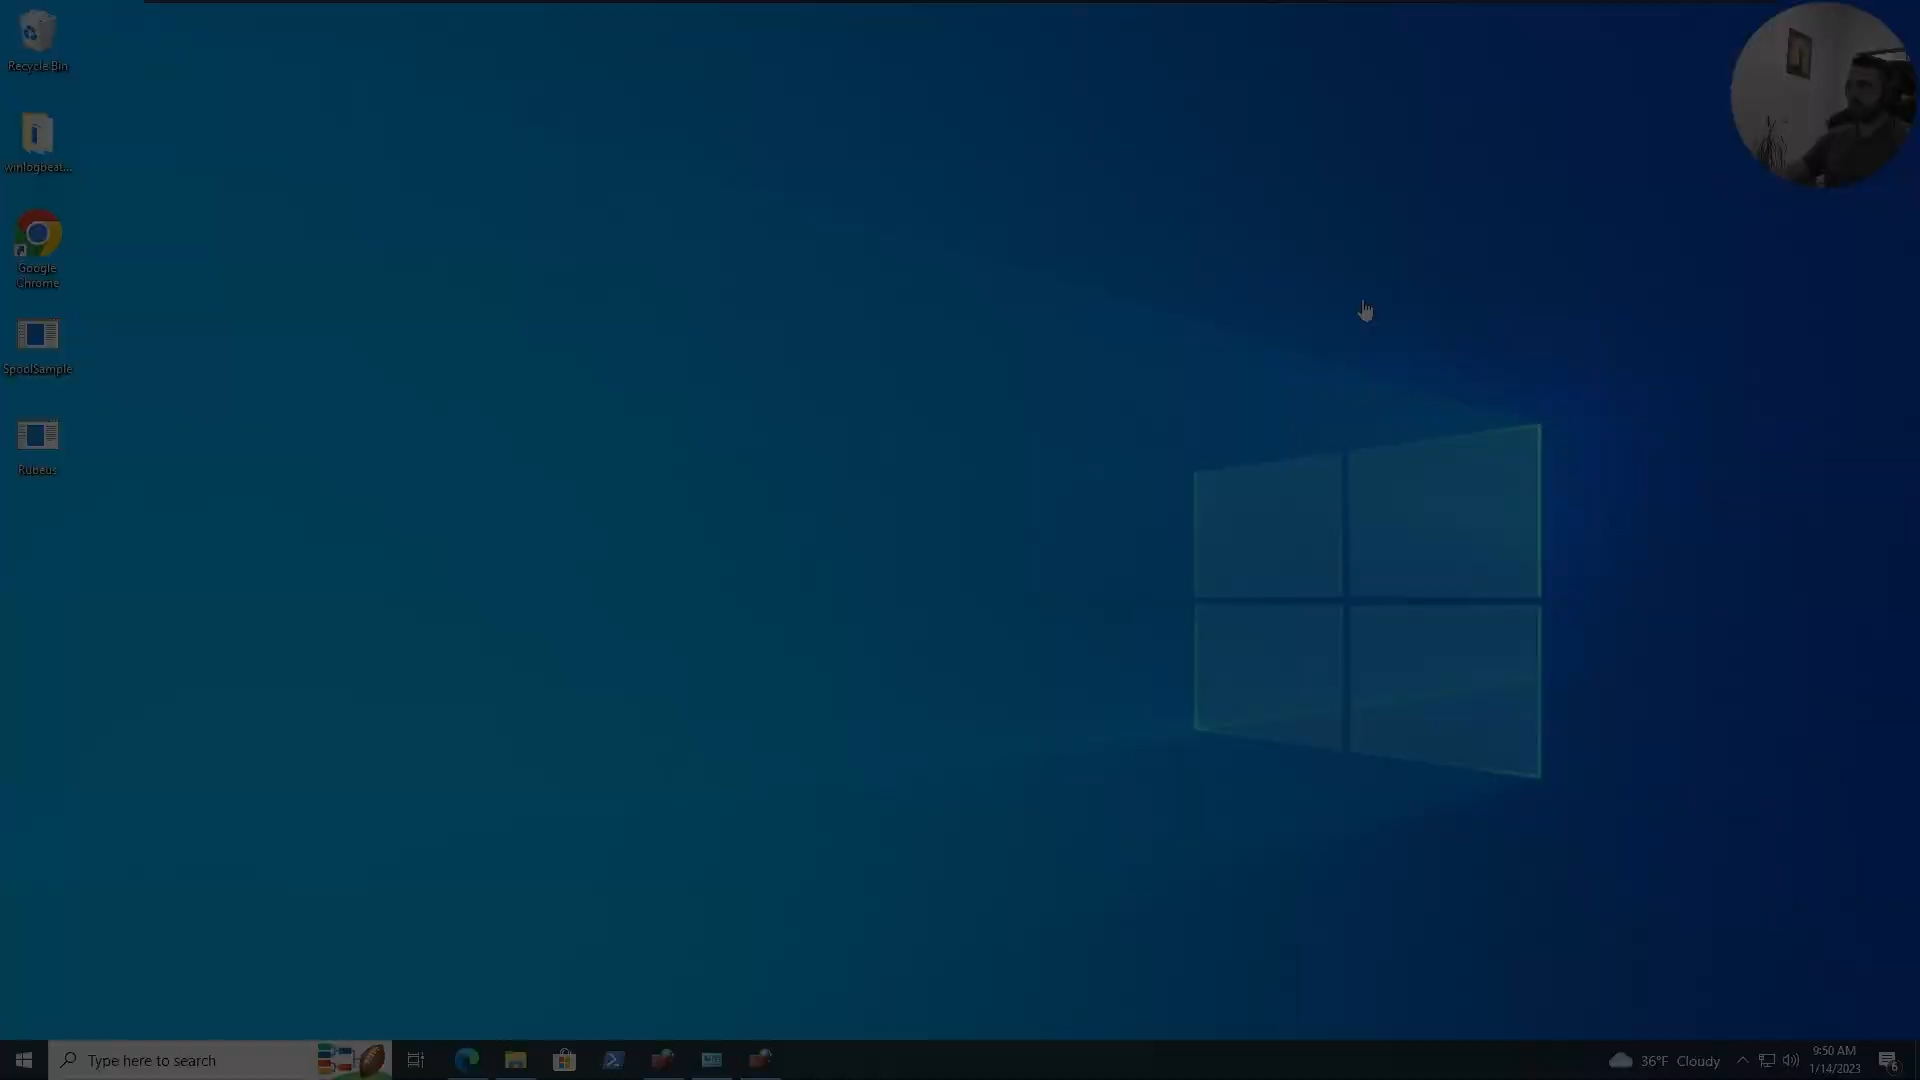 Recycle Bin
winlogbeat...
Google
Chrome
SpoolSample
Rubeus
Type here to search
36°F Cloudy
9:50 AM
1/14/2023
6